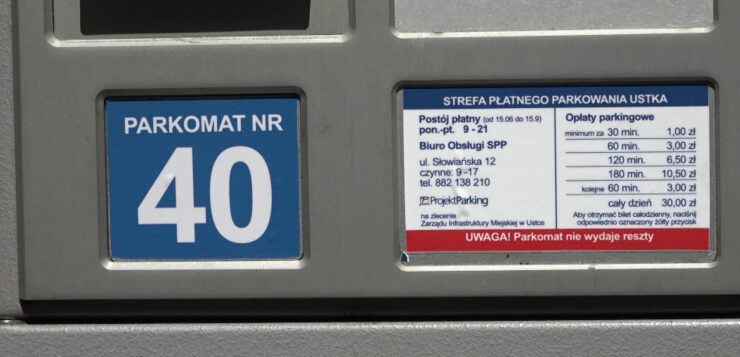 PARKOMAT NR
40
STREFA PŁATNEGO PARKOWANIA USTKA
Postój płatny (od 15.06 do 15.9)
pon.-pt. 9 - 21
Biuro Obsługi SPP
ul. Słowiańska 12
czynne: 9 -17
tel. 882 138 210
ProjektParking
na zlecenie
Zarządu Infrastruktury Miejskiej w Ustce
Opłaty parkingowe
minimum za 30 min. 1,00 zł
60 min. 3,00 zł
120 min. 6,50 zł
180 min. 10,50 zł
kolejne 60 min. 3,00 zł
cały dzień 30,00 zł
Aby otrzymać bilet całodzienny, naciśnij
odpowiednio oznaczony żółty przycisk
UWAGA! Parkomat nie wydaje reszty